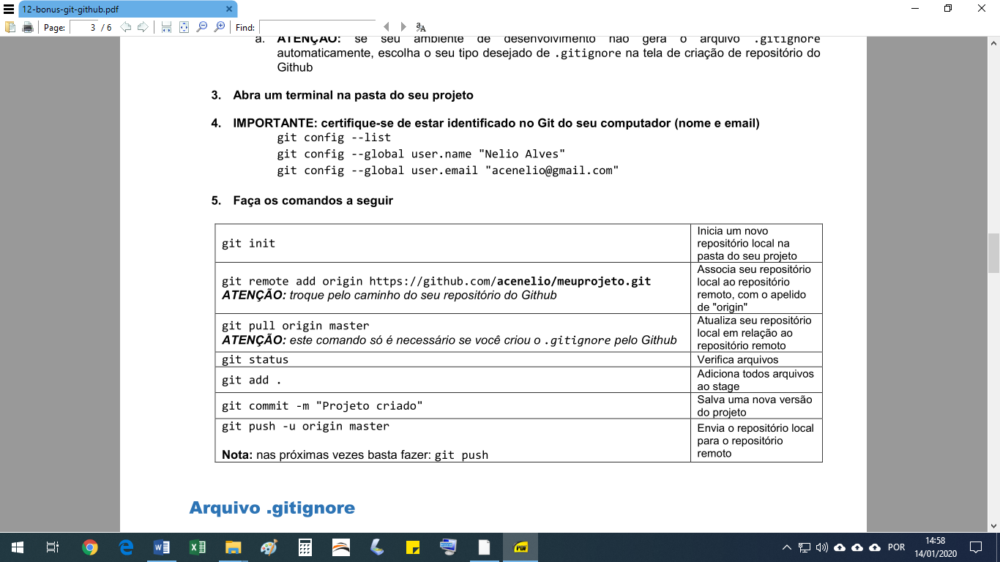 12-bonus-git-github.pdf
Page: 3 / 6 Find:
a. ATENÇÃO: se seu ambiente de desenvolvimento não gera o arquivo .gitignore
automaticamente, escolha o seu tipo desejado de .gitignore na tela de criação de repositório do
Github
3. Abra um terminal na pasta do seu projeto
4. IMPORTANTE: certifique-se de estar identificado no Git do seu computador (nome e email)
git config --list
git config --global user.name "Nelio Alves"
git config --global user.email "acenelio@gmail.com"
5. Faça os comandos a seguir
git init
Inicia um novo
repositório local na
pasta do seu projeto
git remote add origin https://github.com/acenelio/meuprojeto.git
ATENÇÃO: troque pelo caminho do seu repositório do Github
Associa seu repositório
local ao repositório
remoto, com o apelido
de "origin"
git pull origin master
ATENÇÃO: este comando só é necessário se você criou o .gitignore pelo Github
Atualiza seu repositório
local em relação ao
repositório remoto
git status
Verifica arquivos
git add .
Adiciona todos arquivos
ao stage
git commit -m "Projeto criado"
Salva uma nova versão
do projeto
git push -u origin master
Nota: nas próximas vezes basta fazer: git push
Envia o repositório local
para o repositório
remoto
Arquivo .gitignore
PDF
POR
14:58
14/01/2020